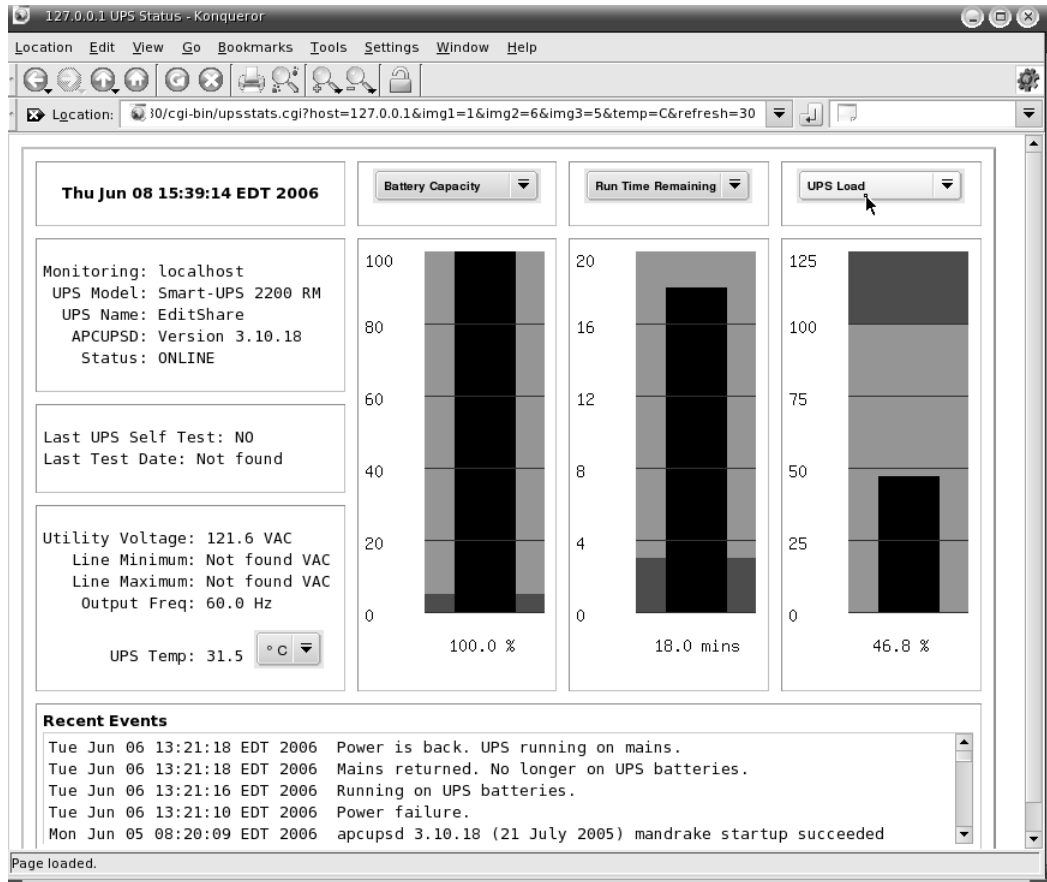 127.0.0.1 UPS Status - Konqueror
Location Edit View Go Bookmarks Tools Settings Window Help
Location: 30/cgi-bin/upsstats.cgi?host=127.0.0.1&img1=1&img2=6&img3=5&temp=C&refresh=30
Thu Jun 08 15:39:14 EDT 2006
Battery Capacity
Run Time Remaining
UPS Load
Monitoring: localhost
UPS Model: Smart-UPS 2200 RM
UPS Name: EditShare
APCUPSD: Version 3.10.18
Status: ONLINE
Last UPS Self Test: NO
Last Test Date: Not found
Utility Voltage: 121.6 VAC
Line Minimum: Not found VAC
Line Maximum: Not found VAC
Output Freq: 60.0 Hz
UPS Temp: 31.5 ° C
100
80
60
40
20
0
100.0 %
20
16
12
8
4
0
18.0 mins
125
100
75
50
25
0
46.8 %
Recent Events
Tue Jun 06 13:21:18 EDT 2006 Power is back. UPS running on mains.
Tue Jun 06 13:21:18 EDT 2006 Mains returned. No longer on UPS batteries.
Tue Jun 06 13:21:16 EDT 2006 Running on UPS batteries.
Tue Jun 06 13:21:10 EDT 2006 Power failure.
Mon Jun 05 08:20:09 EDT 2006 apcupsd 3.10.18 (21 July 2005) mandrake startup succeeded
Page loaded.